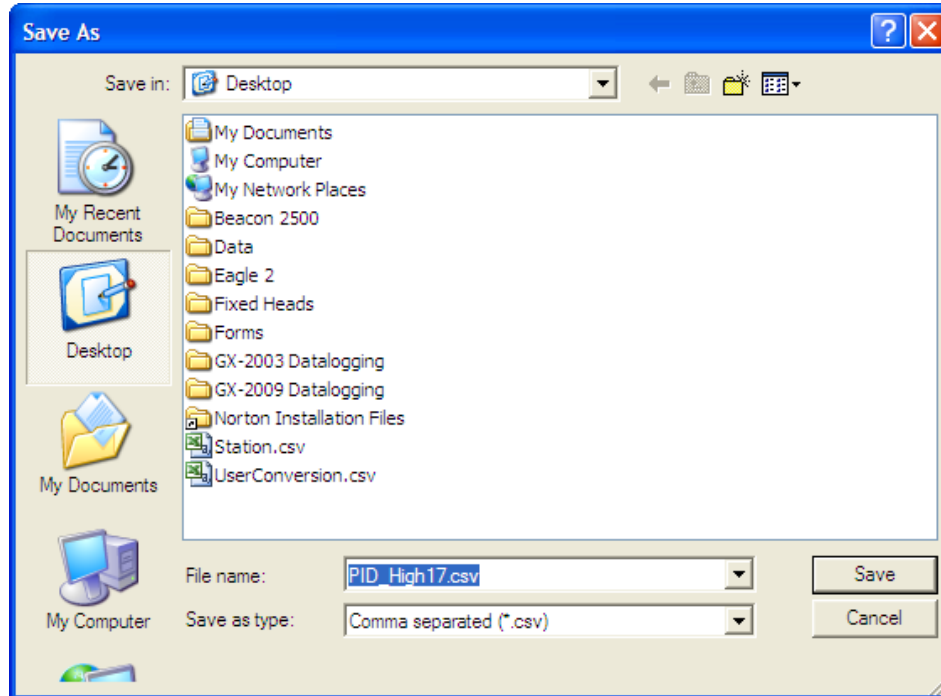 Save As
Save in:
Desktop
My Recent
Documents
Desktop
My Documents
My Computer
My Documents
My Computer
My Network Places
Beacon 2500
Data
Eagle 2
Fixed Heads
Forms
GX-2003 Datalogging
GX-2009 Datalogging
Norton Installation Files
Station.csv
UserConversion.csv
File name:
PID_High17.csv
Save
Save as type:
Comma separated (*.csv)
Cancel